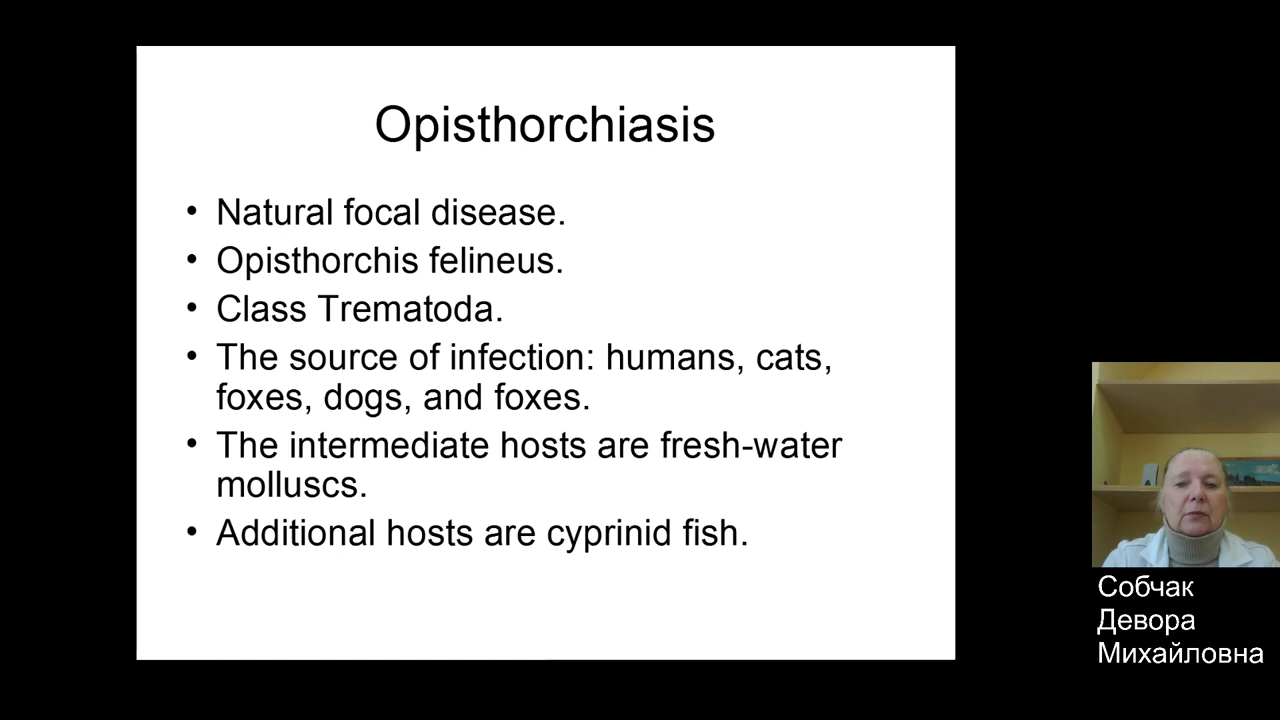 Opisthorchiasis
• Natural focal disease.
• Opisthorchis felineus.
• Class Trematoda.
• The source of infection: humans, cats,
foxes, dogs, and foxes.
• The intermediate hosts are fresh-water
molluscs.
• Additional hosts are cyprinid fish.
Собчак
Девора
Михайловна